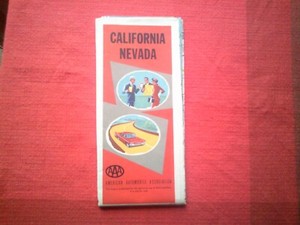 CALIFORNIA
NEVADA
AAA
AMERICAN AUTOMOBILE ASSOCIATION